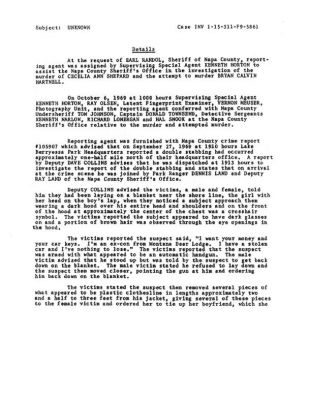 Subject: UNKNOWN Case INV 1-15-311-F9-5861
Details
At the request of EARL RANDOL, Sheriff of Napa County, report-
ing agent was assigned by Supervising Special Agent KENNETH HORTON to
assist the Napa County Sheriff's Office in the investigation of the
murder of CECELIA ANN SHEPARD and the attempt to murder BRYAN CALVIN
HARTNELL.
On October 6, 1969 at 1000 hours Supervising Special Agent
KENNETH HORTON, RAY OLSEN, Latent Fingerprint Examiner, VERNON MEUSER,
Photography Unit, and the reporting agent conferred with Napa County
Undersheriff TOM JOHNSON, Captain DONALD TOWNSEND, Detective Sergeants
KENNETH NARLOW, RICHARD LONERGAN and HAL SNOOK at the Napa County
Sheriff's Office relative to the murder and attempted murder.
Reporting agent was furnished with Napa County crime report
#105907 which advised that on September 27, 1969 at 1810 hours Lake
Berryessa Park Headquarters reported a double stabbing had occurred
approximately one-half mile north of their headquarters office. A report
by Deputy DAVE COLLINS advises that he was dispatched at 1913 hours to
investigate the report of the double stabbing and states that on arrival
at the crime scene he was joined by Park Ranger DENNIS LAND and Deputy
RAY LAND of the Napa County Sheriff's Office.
Deputy COLLINS advised the victims, a male and female, told
him they had been laying on a blanket near the shore line, the girl with
her head on the boy's lap, when they noticed a subject approach them
wearing a dark hood over his entire head and shoulders and on the front
of the hood at approximately the center of the chest was a crosshair
symbol. The victims reported the subject appeared to have dark glasses
on and a portion of brown hair was observed through the eye openings in
the hood.
The victims reported the suspect said, "I want your money and
your car keys. I'm an excon from Montana Deer Lodge. I have a stolen
car and I've nothing to lose." The victims reported that the suspect
was armed with what appeared to be an automatic handgun. The male
victim advised that he stood up but was told by the suspect to get back
down on the blanket. The male victim stated he refused to lay down and
the suspect then moved closer, pointing the gun at him and ordering
him back down on the blanket.
The victims stated the suspect then removed several pieces of
what appeared to be plastic clothesline in lengths approximately two
and a half to three feet from his jacket, giving several of these pieces
to the female victim and ordered her to tie up her boyfriend, which she